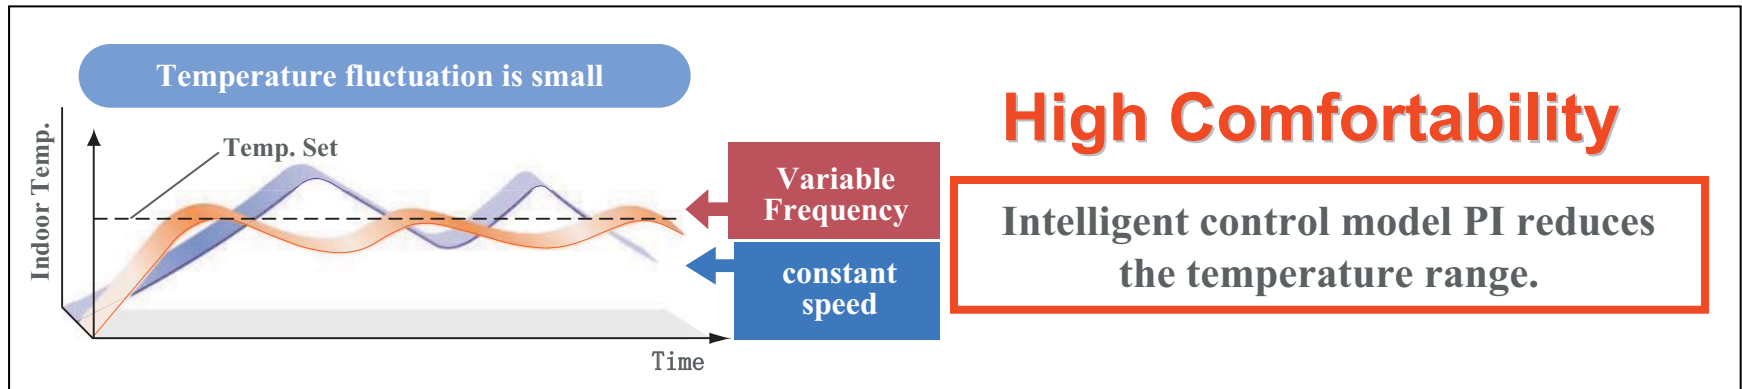 Temperature fluctuation is small
Indoor Temp.
Temp. Set
Time
Variable
Frequency
constant
speed
High Comfortability
Intelligent control model PI reduces
the temperature range.